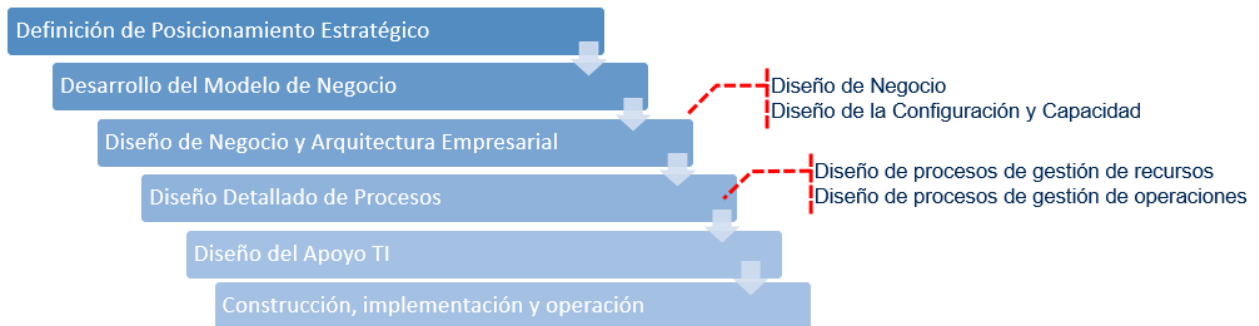 Definición de Posicionamiento Estratégico
Desarrollo del Modelo de Negocio
Diseño de Negocio
Diseño de la Configuración y Capacidad
Diseño de Negocio y Arquitectura Empresarial
Diseño de procesos de gestión de recursos
Diseño de procesos de gestión de operaciones
Diseño Detallado de Procesos
Diseño del Apoyo TI
Construcción, implementación y operación